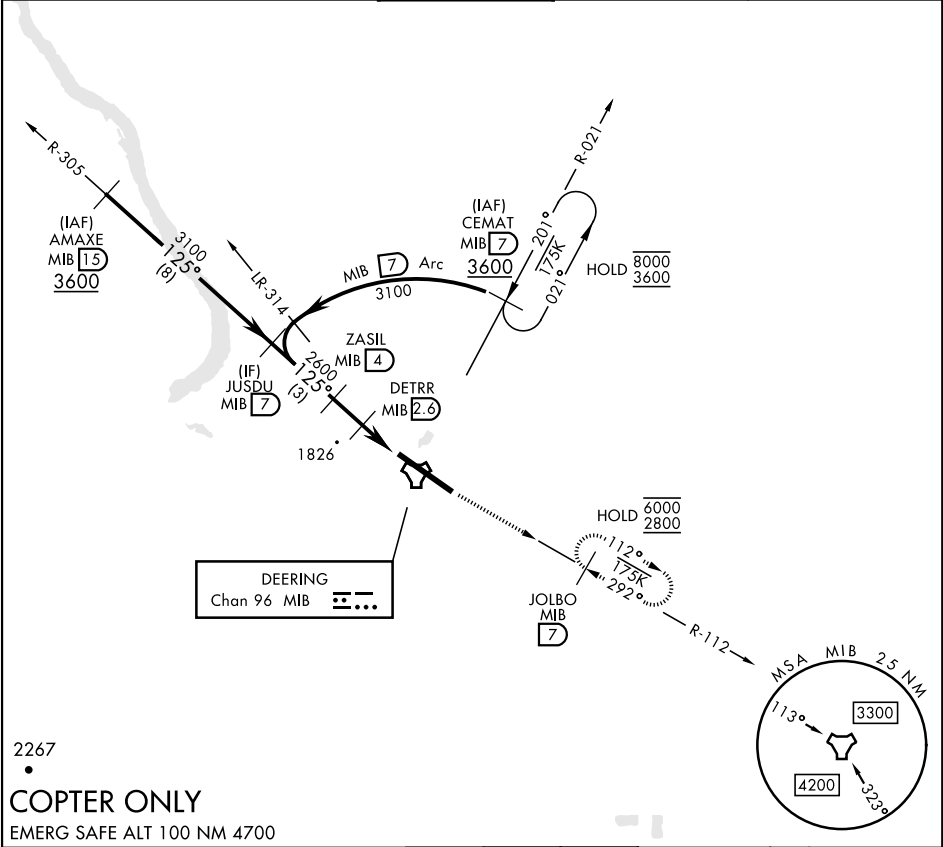 R-305
(IAF)
AMAXE
MIB 15
3600
3100
125°
(8)
LR-314
MIB 7 Arc
3100
(IAF)
CEMAT
MIB 7
3600
R-021
201°
175K
021°
HOLD 8000
3600
ZASIL
MIB 4
(IF)
JUSDU
MIB 7
2600
125°
(3)
DETRR
MIB 2.6
1826
HOLD 6000
2800
112°
175K
292°
DEERING
Chan 96 MIB
JOLBO
MIB
7
R-112
MSA MIB 25 NM
113°
3300
4200
323°
2267
COPTER ONLY
EMERG SAFE ALT 100 NM 4700